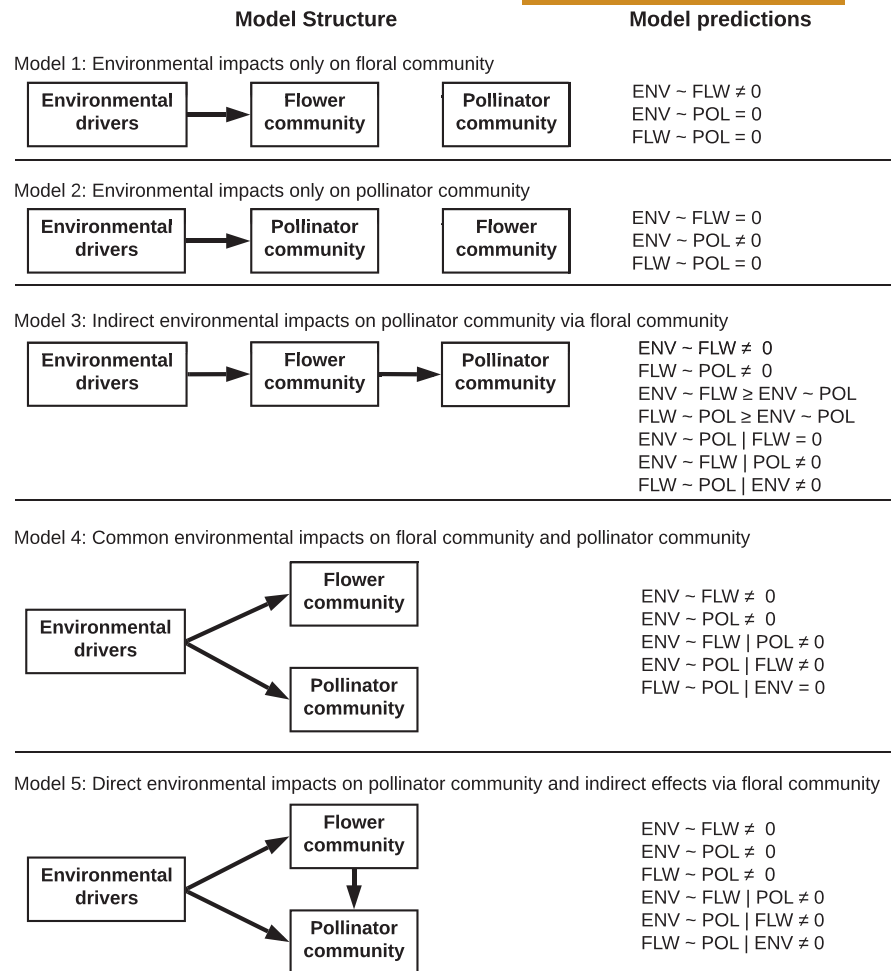 Model Structure
Model predictions
Model 1: Environmental impacts only on floral community
Environmental
drivers
Flower
community
Pollinator
community
ENV ~ FLW ≠ 0
ENV ~ POL = 0
FLW ~ POL = 0
Model 2: Environmental impacts only on pollinator community
Environmental
drivers
Pollinator
community
Flower
community
ENV ~ FLW = 0
ENV ~ POL ≠ 0
FLW ~ POL = 0
Model 3: Indirect environmental impacts on pollinator community via floral community
Environmental
drivers
Flower
community
Pollinator
community
ENV ~ FLW ≠ 0
FLW ~ POL ≠ 0
ENV ~ FLW ≥ ENV ~ POL
FLW ~ POL ≥ ENV ~ POL
ENV ~ POL | FLW = 0
ENV ~ FLW | POL ≠ 0
FLW ~ POL | ENV ≠ 0
Model 4: Common environmental impacts on floral community and pollinator community
Environmental
drivers
Flower
community
Pollinator
community
ENV ~ FLW ≠ 0
ENV ~ POL ≠ 0
ENV ~ FLW | POL ≠ 0
ENV ~ POL | FLW ≠ 0
FLW ~ POL | ENV = 0
Model 5: Direct environmental impacts on pollinator community and indirect effects via floral community
Environmental
drivers
Flower
community
Pollinator
community
ENV ~ FLW ≠ 0
ENV ~ POL ≠ 0
FLW ~ POL ≠ 0
ENV ~ FLW | POL ≠ 0
ENV ~ POL | FLW ≠ 0
FLW ~ POL | ENV ≠ 0